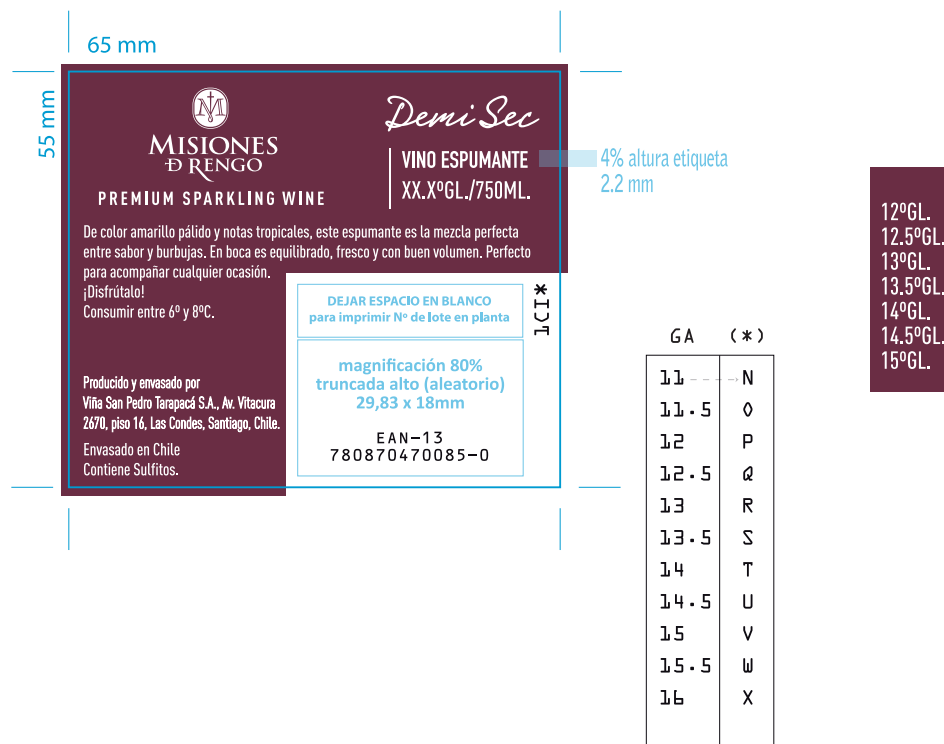 65 mm
55 mm
M
MISIONES
D RENGO
PREMIUM SPARKLING WINE
Demi Sec
VINO ESPUMANTE
XX.XºGL./750ML.
4% altura etiqueta
2.2 mm
De color amarillo pálido y notas tropicales, este espumante es la mezcla perfecta
entre sabor y burbujas. En boca es equilibrado, fresco y con buen volumen. Perfecto
para acompañar cualquier ocasión.
¡Disfrútalo!
Consumir entre 6º y 8ºC.
Producido y envasado por
Viña San Pedro Tarapacá S.A., Av. Vitacura
2670, piso 16, Las Condes, Santiago, Chile.
Envasado en Chile
Contiene Sulfitos.
DEJAR ESPACIO EN BLANCO
para imprimir Nº de lote en planta
1CI*
magnificación 80%
truncada alto (aleatorio)
29,83 x 18mm
EAN-13
780870470085-0
GA (*)
11 N
11.5 O
12 P
12.5 Q
13 R
13.5 S
14 T
14.5 U
15 V
15.5 W
16 X
12ºGL.
12.5ºGL.
13ºGL.
13.5ºGL.
14ºGL.
14.5ºGL.
15ºGL.